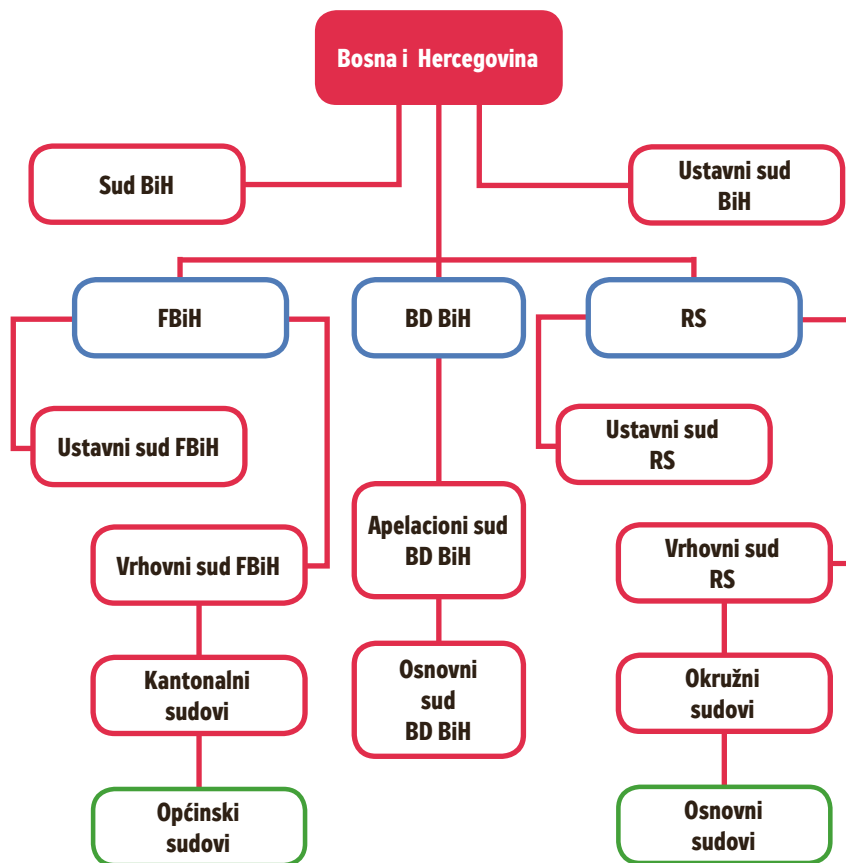 Bosna i Hercegovina
Sud BiH
Ustavni sud
BiH
FBiH
BD BiH
RS
Ustavni sud FBiH
Ustavni sud
RS
Apelacioni sud
BD BiH
Vrhovni sud FBiH
Vrhovni sud
RS
Kantonalni
sudovi
Osnovni
sud
BD BiH
Okružni
sudovi
Općinski
sudovi
Osnovni
sudovi